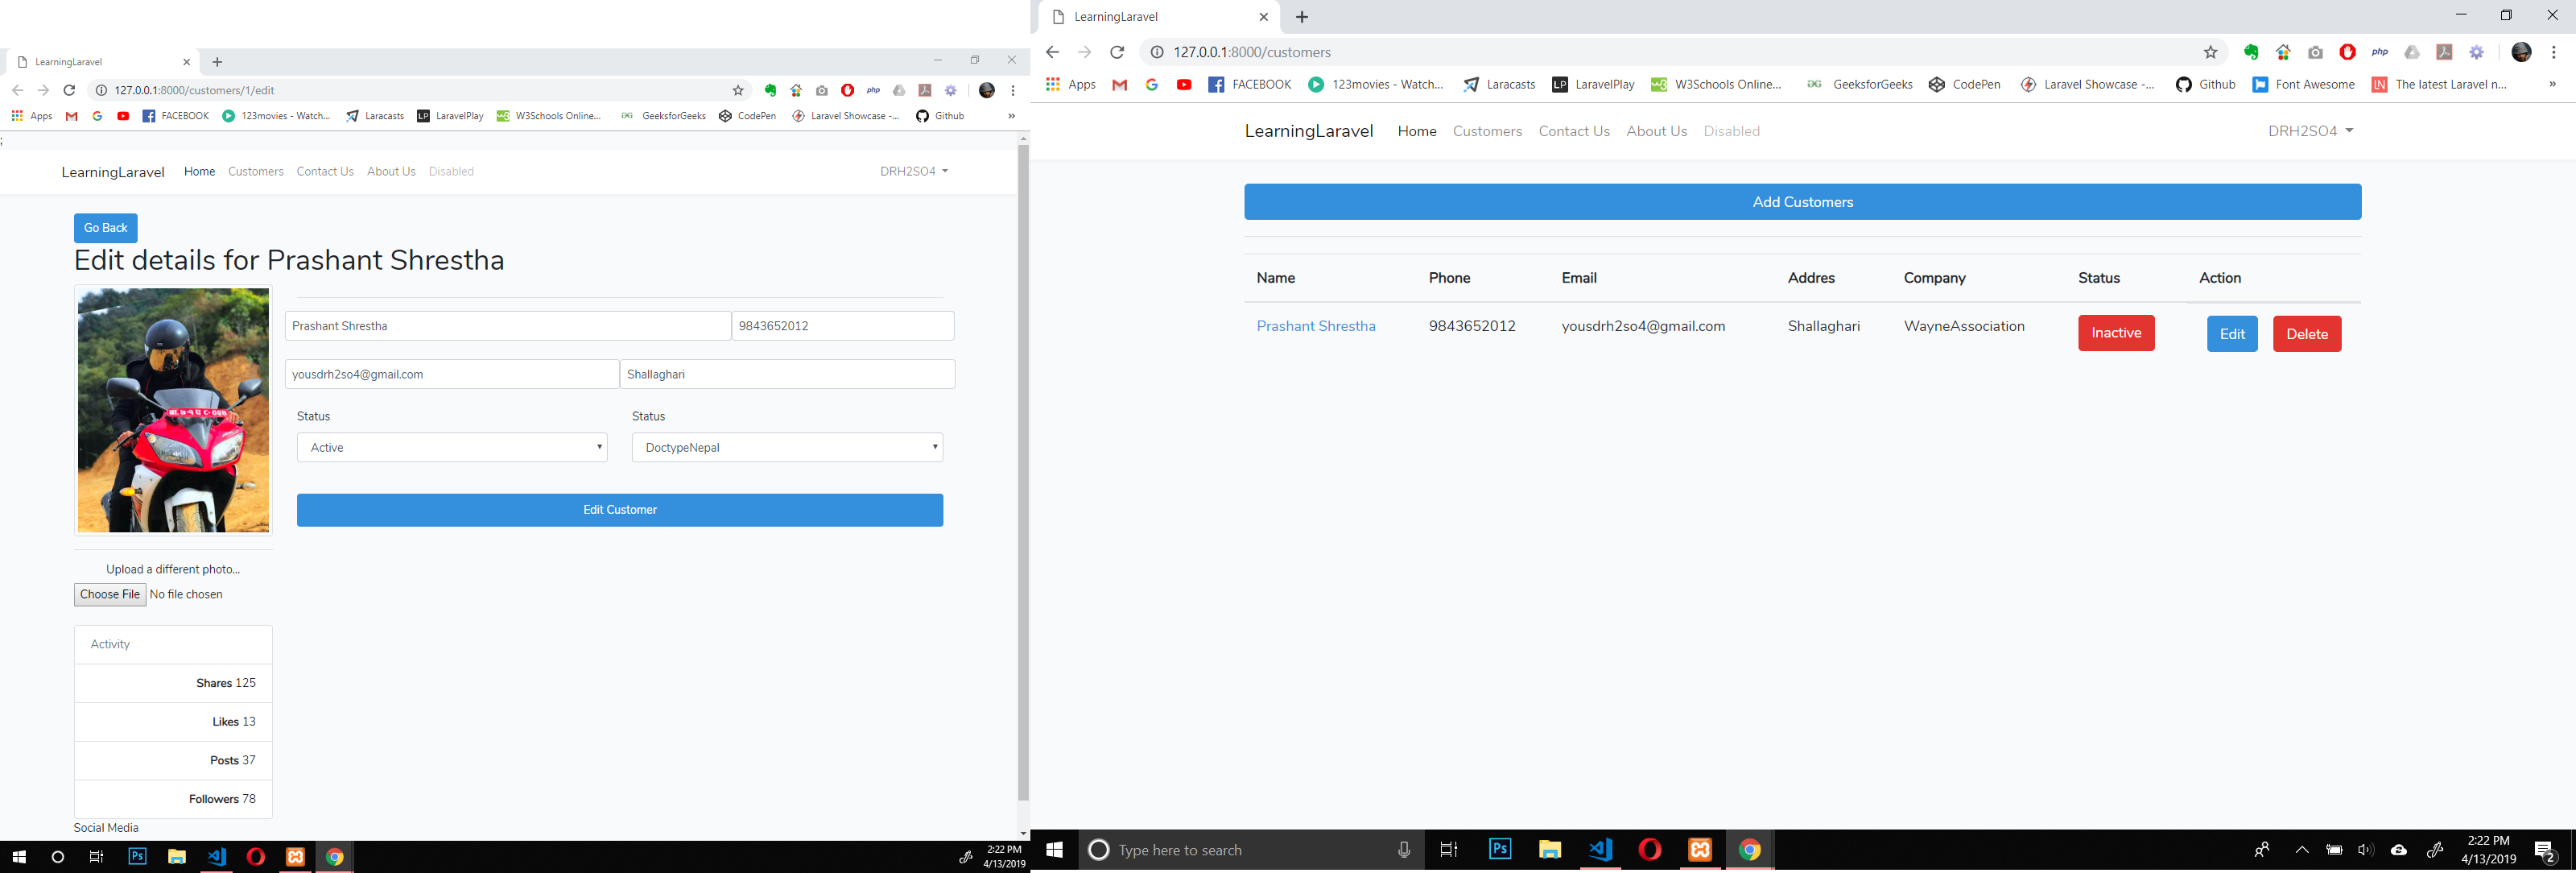 LearningLaravel
127.0.0.1:8000/customers/1/edit
Apps FACEBOOK 123movies - Watch... Laracasts LaravelPlay W3Schools Online... GeeksforGeeks CodePen Laravel Showcase -... Github »
;
LearningLaravel Home Customers Contact Us About Us Disabled DRH2SO4
Go Back
Edit details for Prashant Shrestha
Prashant Shrestha 9843652012
yousdrh2so4@gmail.com Shallaghari
Status Status
Active DoctypeNepal
Edit Customer
Upload a different photo...
Choose File No file chosen
Activity
Shares 125
Likes 13
Posts 37
Followers 78
Social Media
Ps
2:22 PM
4/13/2019
LearningLaravel
127.0.0.1:8000/customers
php
Apps FACEBOOK 123movies - Watch... Laracasts LP LaravelPlay W3Schools Online... GeeksforGeeks CodePen Laravel Showcase -... Github Font Awesome LN The latest Laravel n... »
LearningLaravel Home Customers Contact Us About Us Disabled DRH2SO4
Add Customers
Name Phone Email Addres Company Status Action
Prashant Shrestha 9843652012 yousdrh2so4@gmail.com Shallaghari WayneAssociation Inactive Edit Delete
Type here to search
Ps
2:22 PM
4/13/2019
2